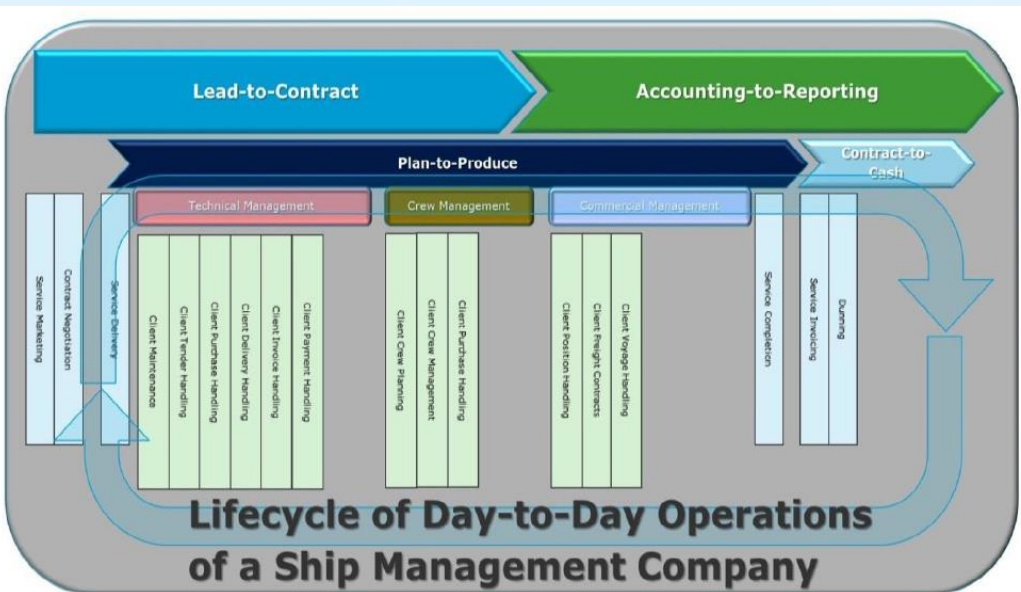 Lead-to-Contract
Accounting-to-Reporting
Plan-to-Produce
Contract-to-
Cash
Technical Management
Crew Management
Commercial Management
Service Marketing
Contract Negotiation
Service Delivery
Client Maintenance
Client Tender Handling
Client Purchase Handling
Client Delivery Handling
Client Invoice Handling
Client Payment Handling
Client Crew Planning
Client Crew Management
Client Purchase Handling
Client Position Handling
Client Freight Contracts
Client Voyage Handling
Service Completion
Service Invoicing
Dunning
Lifecycle of Day-to-Day Operations
of a Ship Management Company